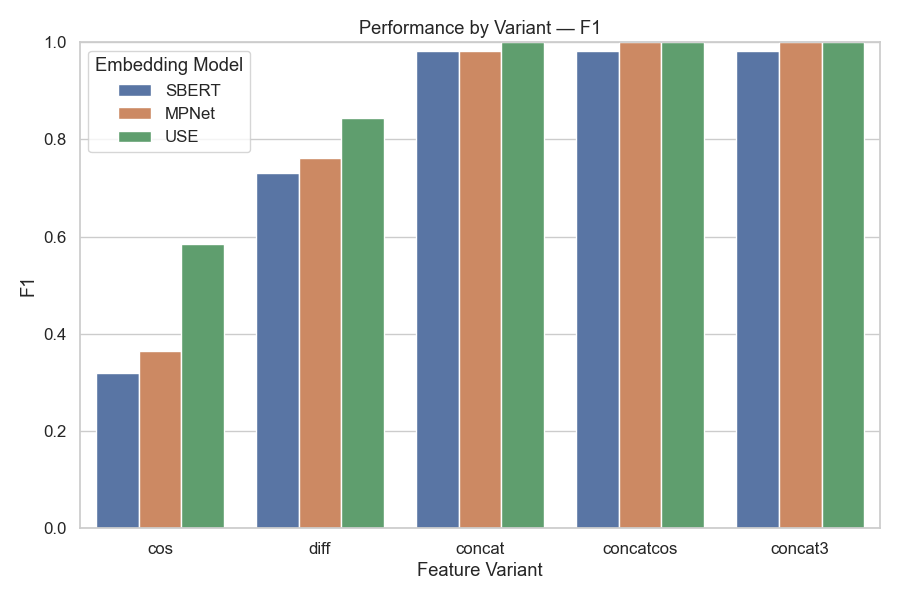 Performance by Variant — F1
Embedding Model
SBERT
MPNet
USE
1.0
0.8
0.6
0.4
0.2
0.0
F1
cos diff concat concatcos concat3
Feature Variant